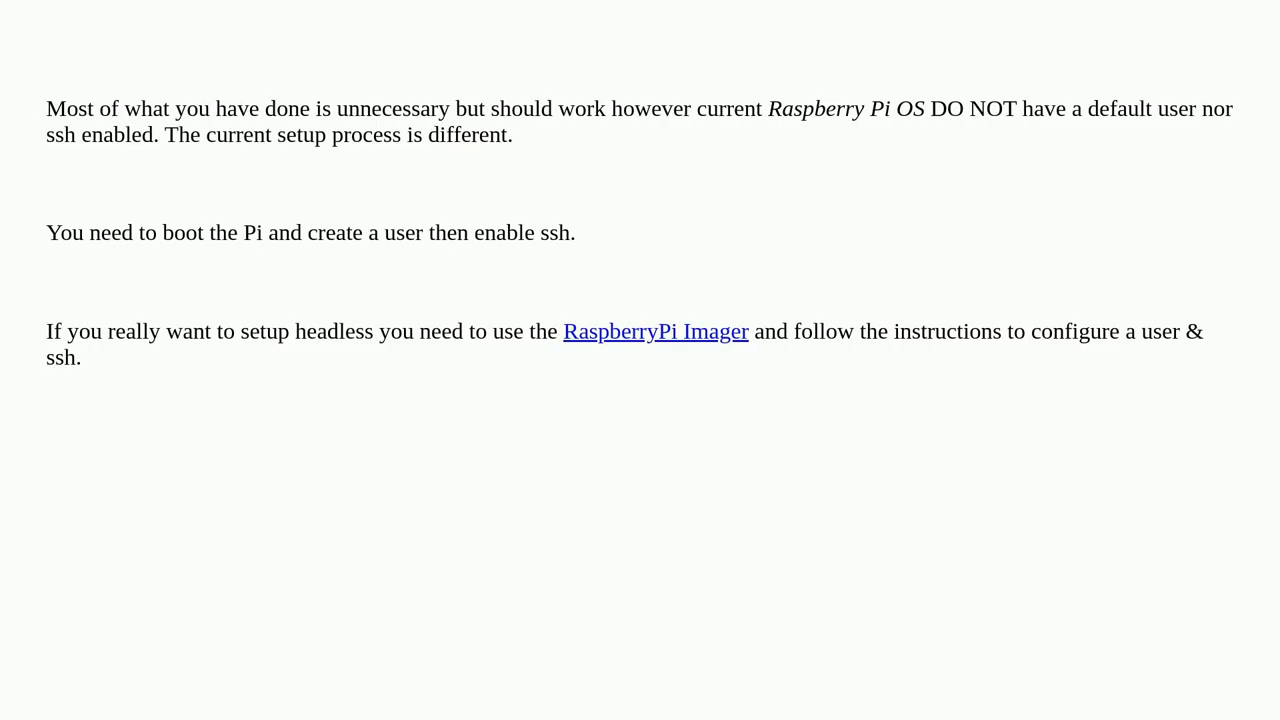 Most of what you have done is unnecessary but should work however current Raspberry Pi OS DO NOT have a default user nor
ssh enabled. The current setup process is different.
You need to boot the Pi and create a user then enable ssh.
If you really want to setup headless you need to use the RaspberryPi Imager and follow the instructions to configure a user &
ssh.